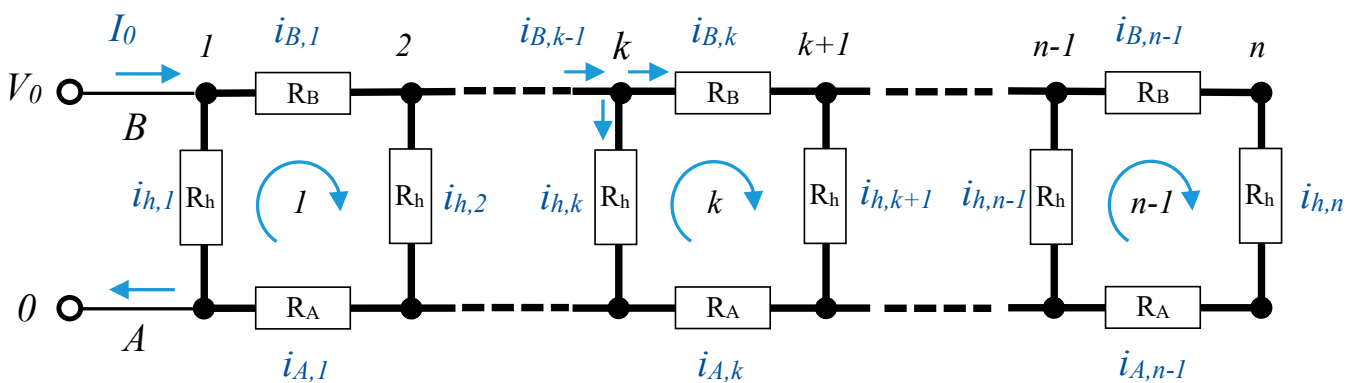 I0 1 iB,1 2 iB,k-1 k iB,k k+1 n-1 iB,n-1 n
V0 RB RB RB
B
ih,1 Rh 1 Rh ih,2 ih,k Rh k Rh ih,k+1 ih,n-1 Rh n-1 Rh ih,n
0 RA RA RA
A
iA,1 iA,k iA,n-1